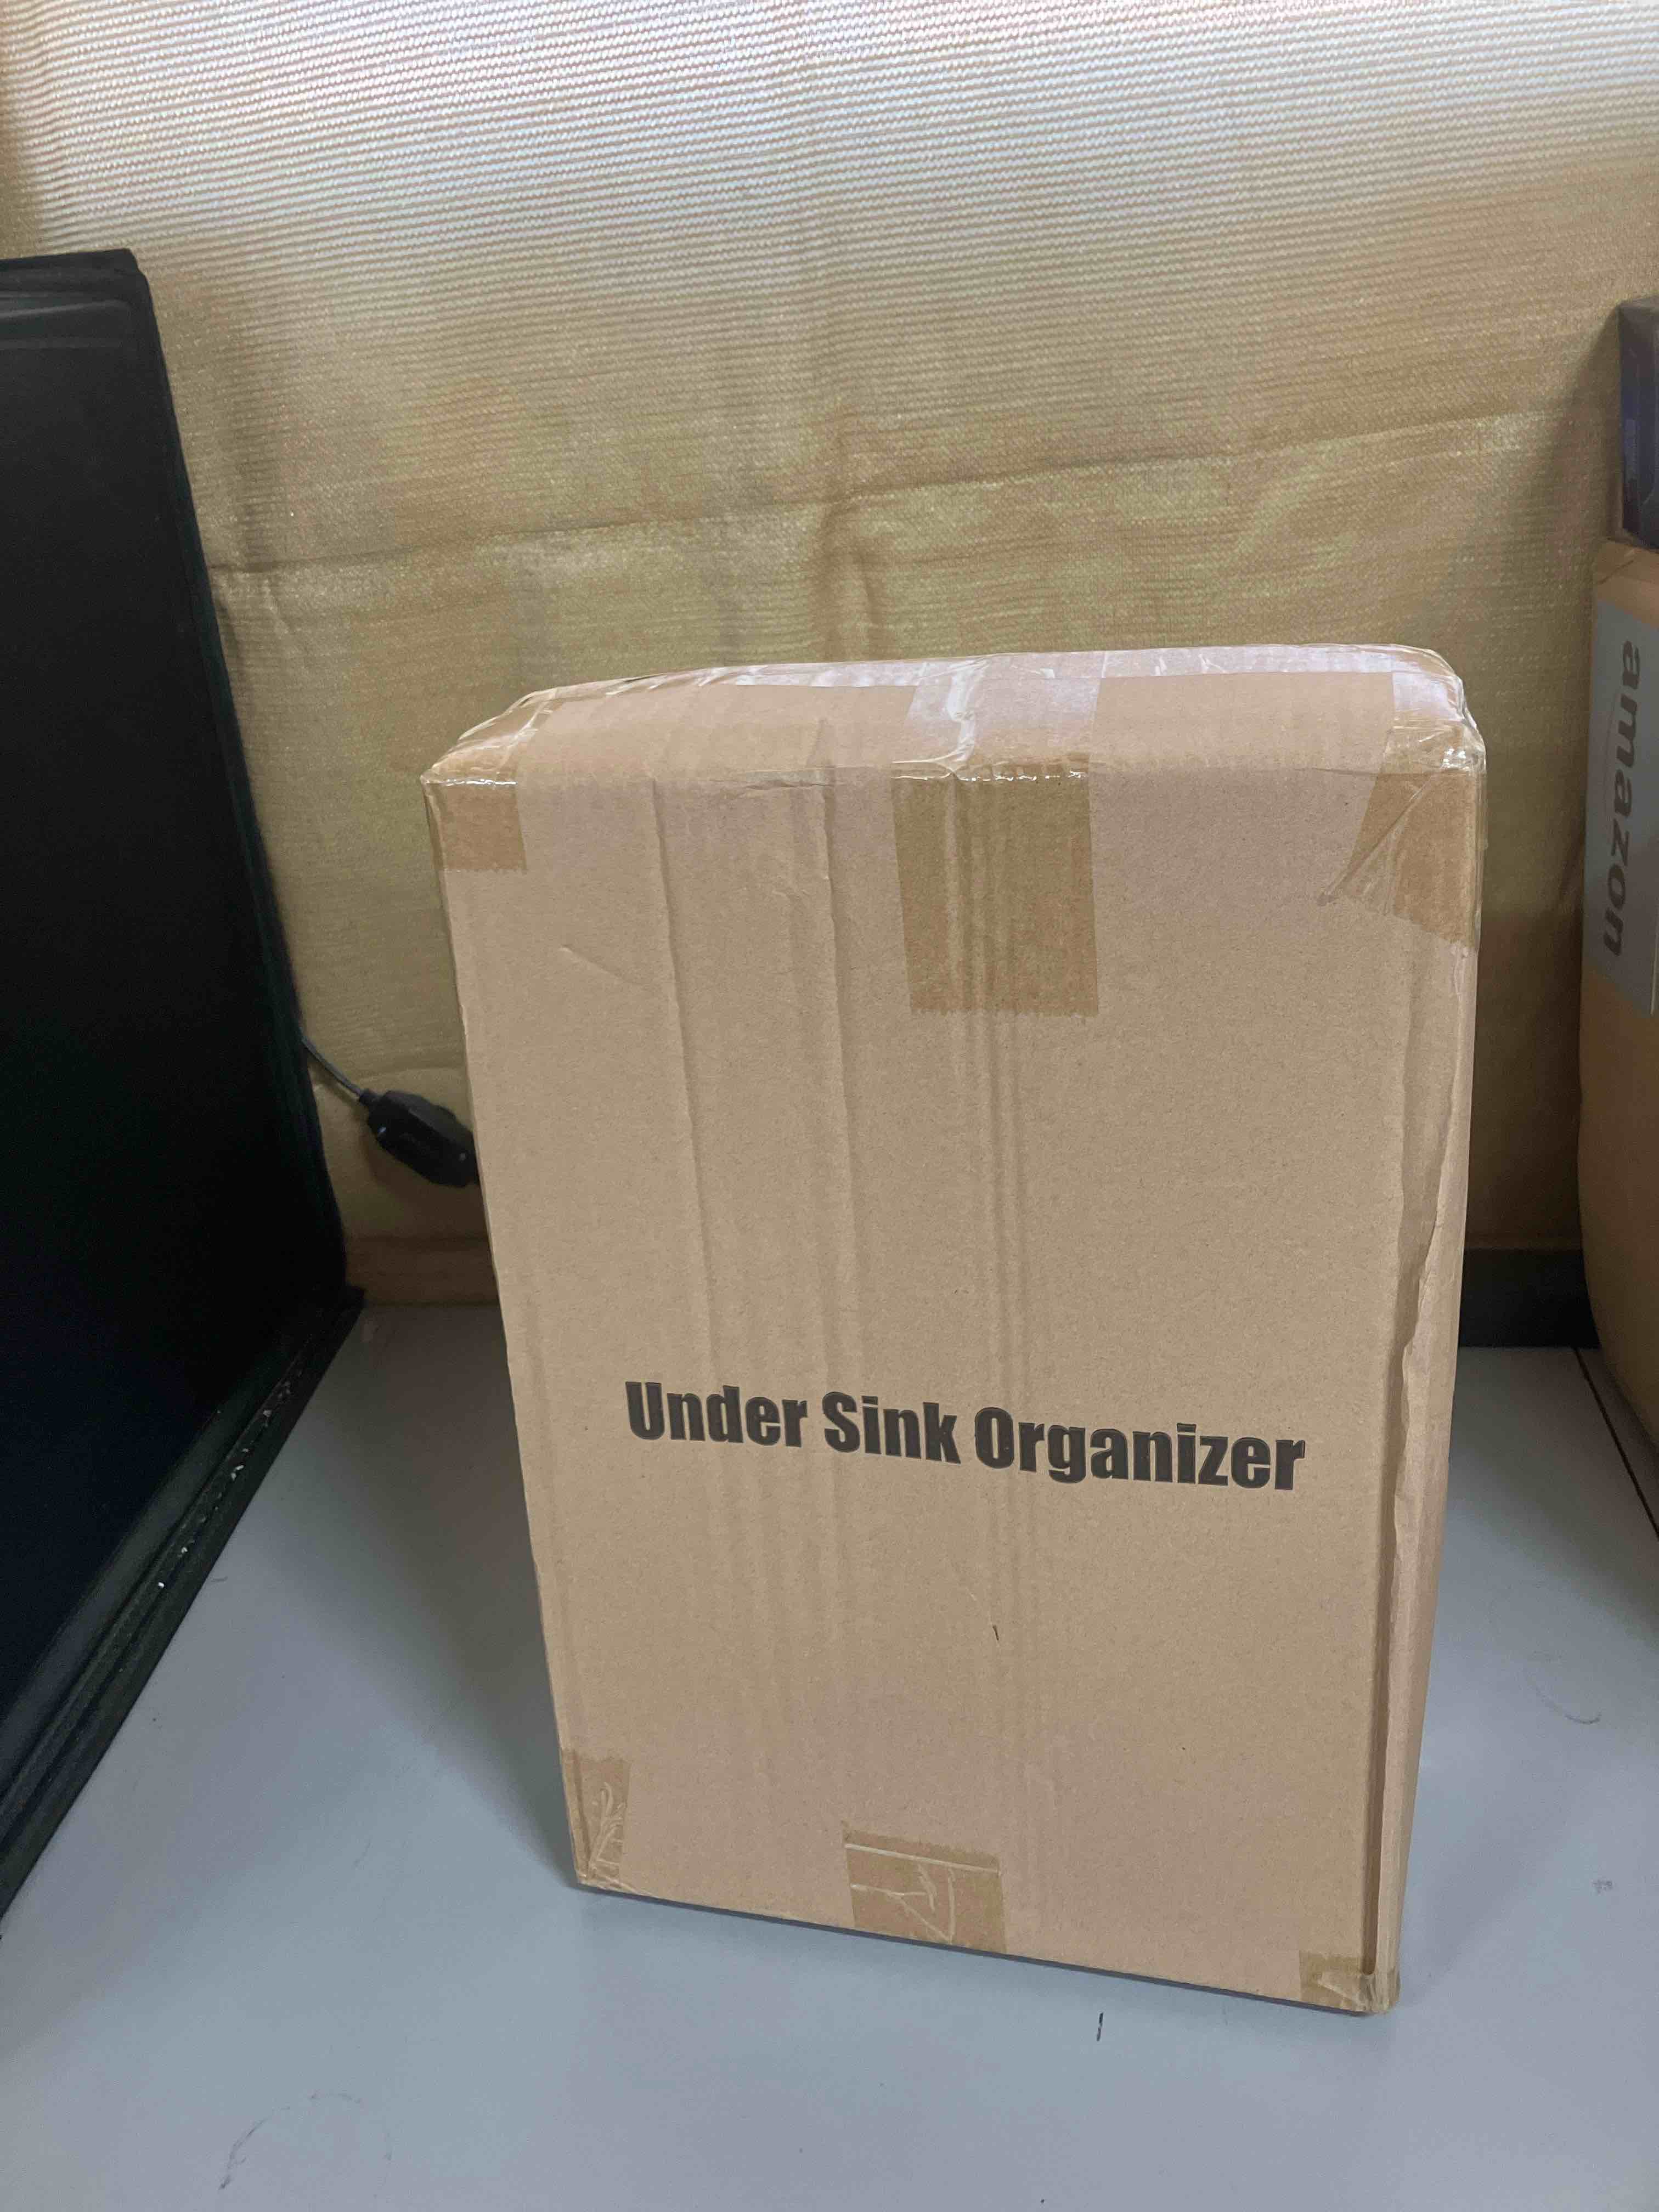 Under Sink Organizer
amazon